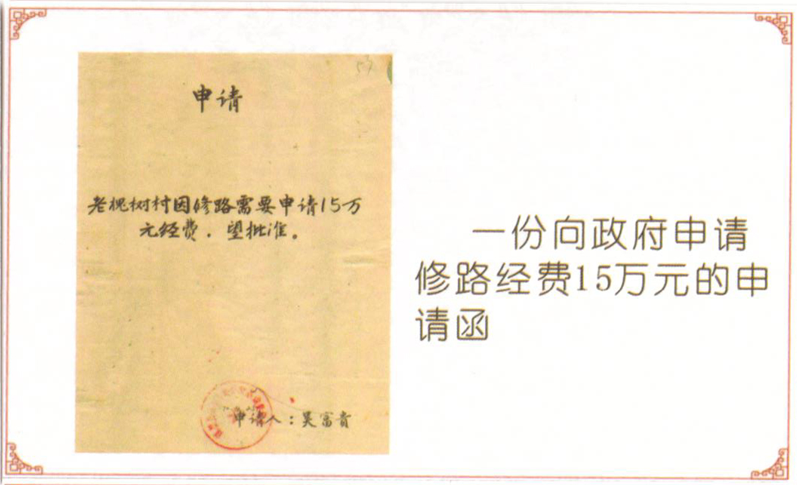 申请
老槐树村因修路需要申请15万
元经费，望批准。
申请人：吴富贵
一份向政府申请
修路经费15万元的申
请函